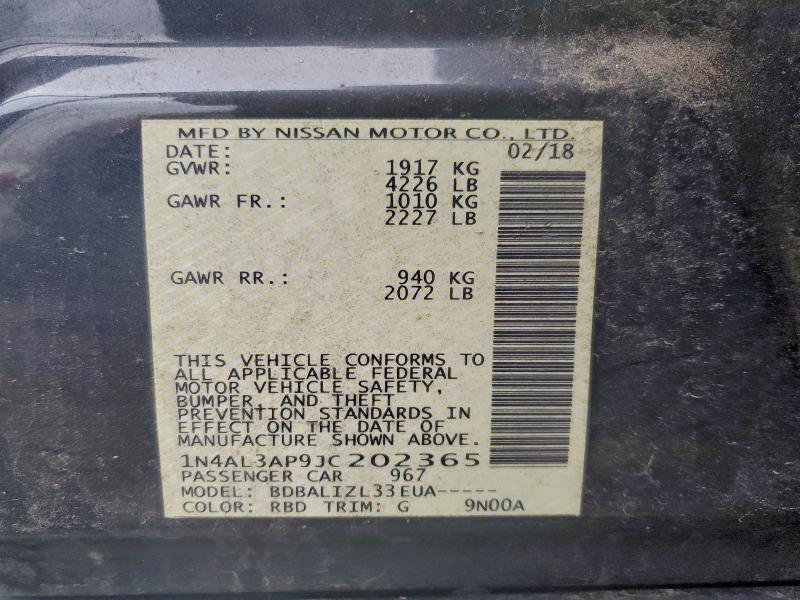 MFD BY NISSAN MOTOR CO., LTD.
DATE: 02/18
GVWR: 1917 KG
4226 LB
GAWR FR.: 1010 KG
2227 LB
GAWR RR.: 940 KG
2072 LB
THIS VEHICLE CONFORMS TO
ALL APPLICABLE FEDERAL
MOTOR VEHICLE SAFETY,
BUMPER, AND THEFT
PREVENTION STANDARDS IN
EFFECT ON THE DATE OF
MANUFACTURE SHOWN ABOVE.
1N4AL3AP9JC202365
PASSENGER CAR 967
MODEL: BDBALIZL33EUA-----
COLOR: RBD TRIM: G 9N00A